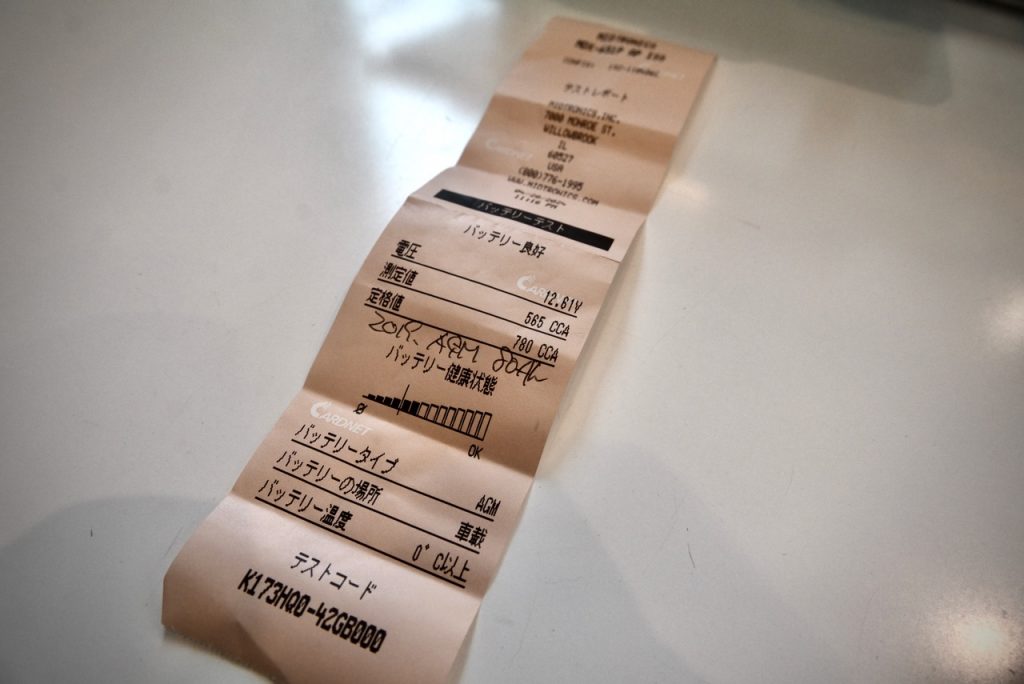 MIDTRONICS
テストレポート
MIDTRONICS, INC.
7000 MONROE ST.
WILLOWBROOK
IL
60527
USA
(800)776-1995
WWW.MIDTRONICS.COM
バッテリーテスト
バッテリー良好
電圧 12.61V
測定値 565 CCA
定格値 780 CCA
AGM 80Ah
バッテリー健康状態
OK
CARDNET
バッテリータイプ AGM
バッテリーの場所 車載
バッテリー温度 0° C以上
テストコード
K173HQ0-42GB000